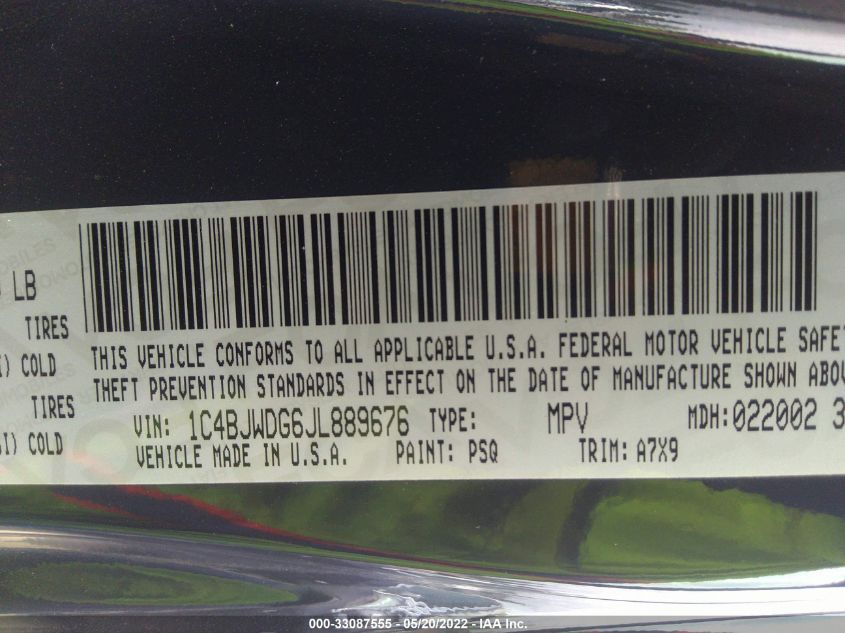 LB
TIRES
COLD
TIRES
COLD
THIS VEHICLE CONFORMS TO ALL APPLICABLE U.S.A. FEDERAL MOTOR VEHICLE SAFE
THEFT PREVENTION STANDARDS IN EFFECT ON THE DATE OF MANUFACTURE SHOWN ABO
VIN: 1C4BJWDG6JL889676 TYPE: MPV MDH:022002 3
VEHICLE MADE IN U.S.A. PAINT: PSQ TRIM: A7X9
000-33087555 - 05/20/2022 - IAA Inc.